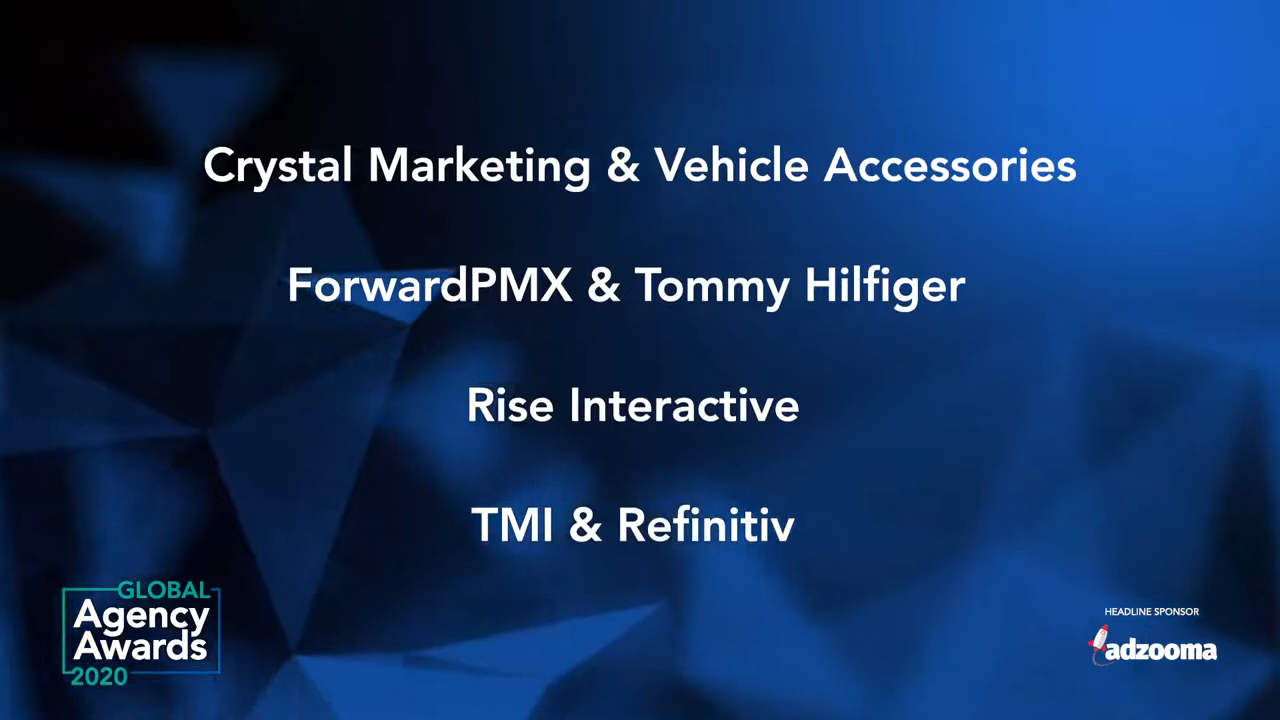 Crystal Marketing & Vehicle Accessories
ForwardPMX & Tommy Hilfiger
Rise Interactive
TMI & Refinitiv
GLOBAL
Agency
Awards
2020
HEADLINE SPONSOR
adzooma